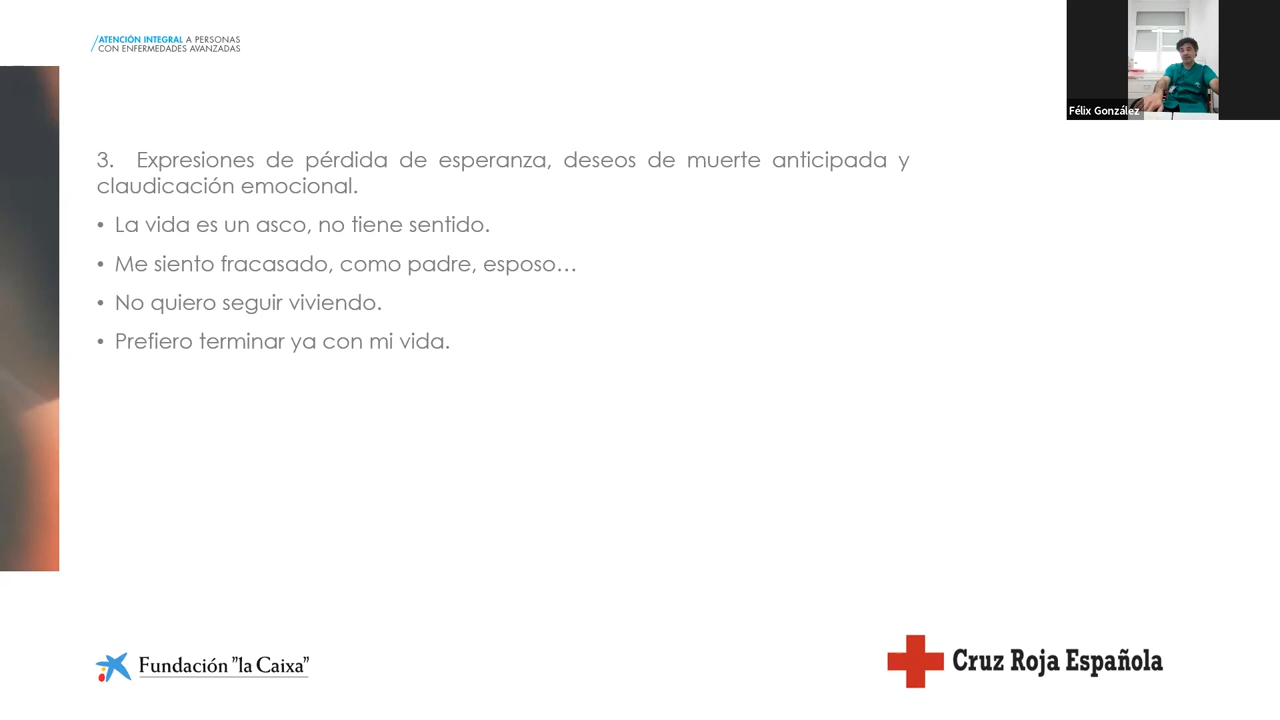 ATENCIÓN INTEGRAL A PERSONAS
CON ENFERMEDADES AVANZADAS
Félix González
3. Expresiones de pérdida de esperanza, deseos de muerte anticipada y
claudicación emocional.
• La vida es un asco, no tiene sentido.
• Me siento fracasado, como padre, esposo…
• No quiero seguir viviendo.
• Prefiero terminar ya con mi vida.
Fundación "la Caixa"
Cruz Roja Española